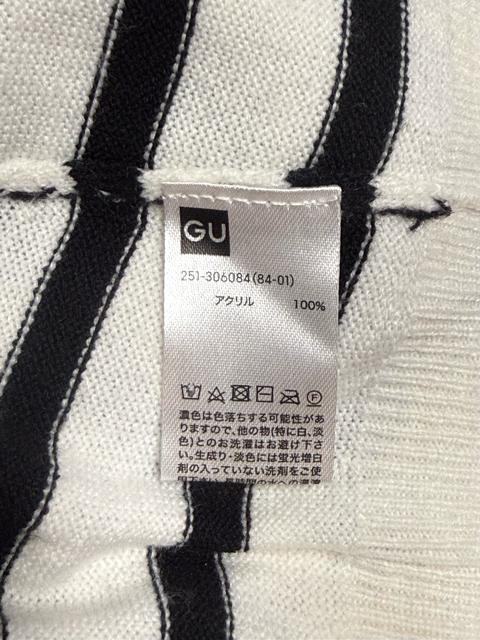 GU
251-306084(84-01)
アクリル 100%
濃色は色落ちする可能性があ
りますので、他の物(特に白、淡
色)とのお洗濯はお避け下さ
い。生成り・淡色には蛍光増白
剤の入っていない洗剤をご使